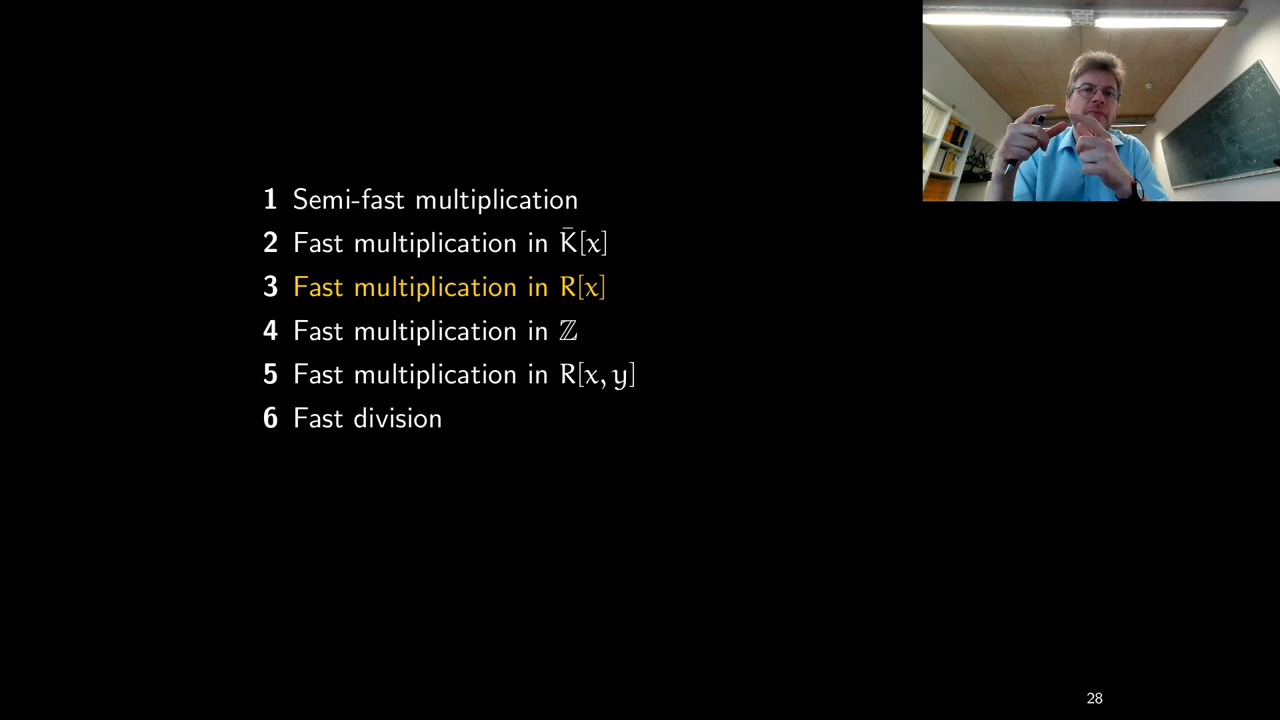 1 Semi-fast multiplication
2 Fast multiplication in K̄[x]
3 Fast multiplication in R[x]
4 Fast multiplication in ℤ
5 Fast multiplication in R[x, y]
6 Fast division
28